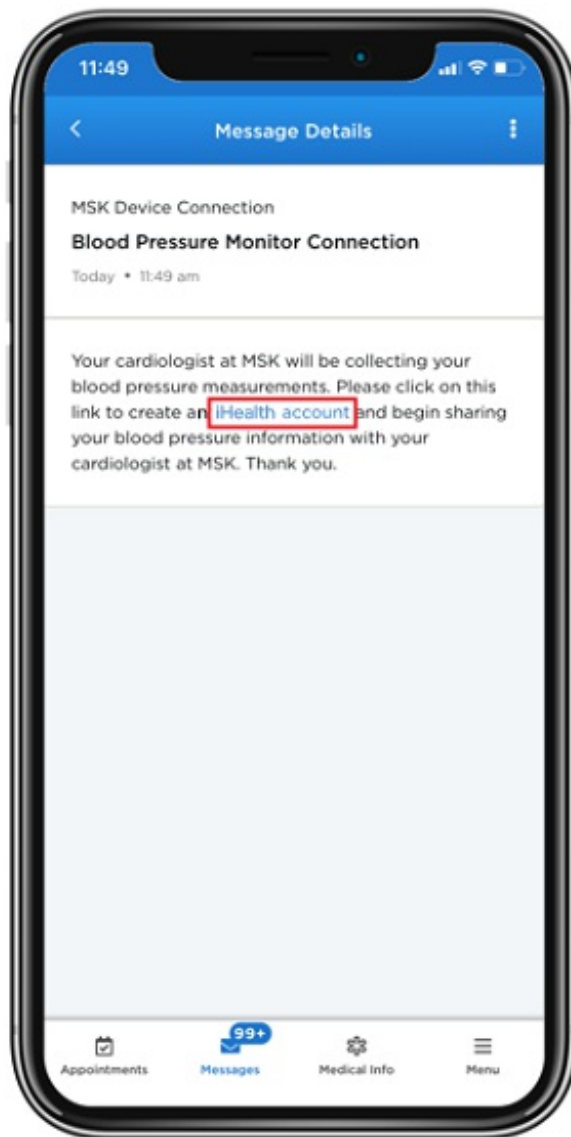 11:49
Message Details
MSK Device Connection
Blood Pressure Monitor Connection
Today • 11:49 am
Your cardiologist at MSK will be collecting your
blood pressure measurements. Please click on this
link to create an iHealth account and begin sharing
your blood pressure information with your
cardiologist at MSK. Thank you.
99+
Appointments Messages Medical Info Menu